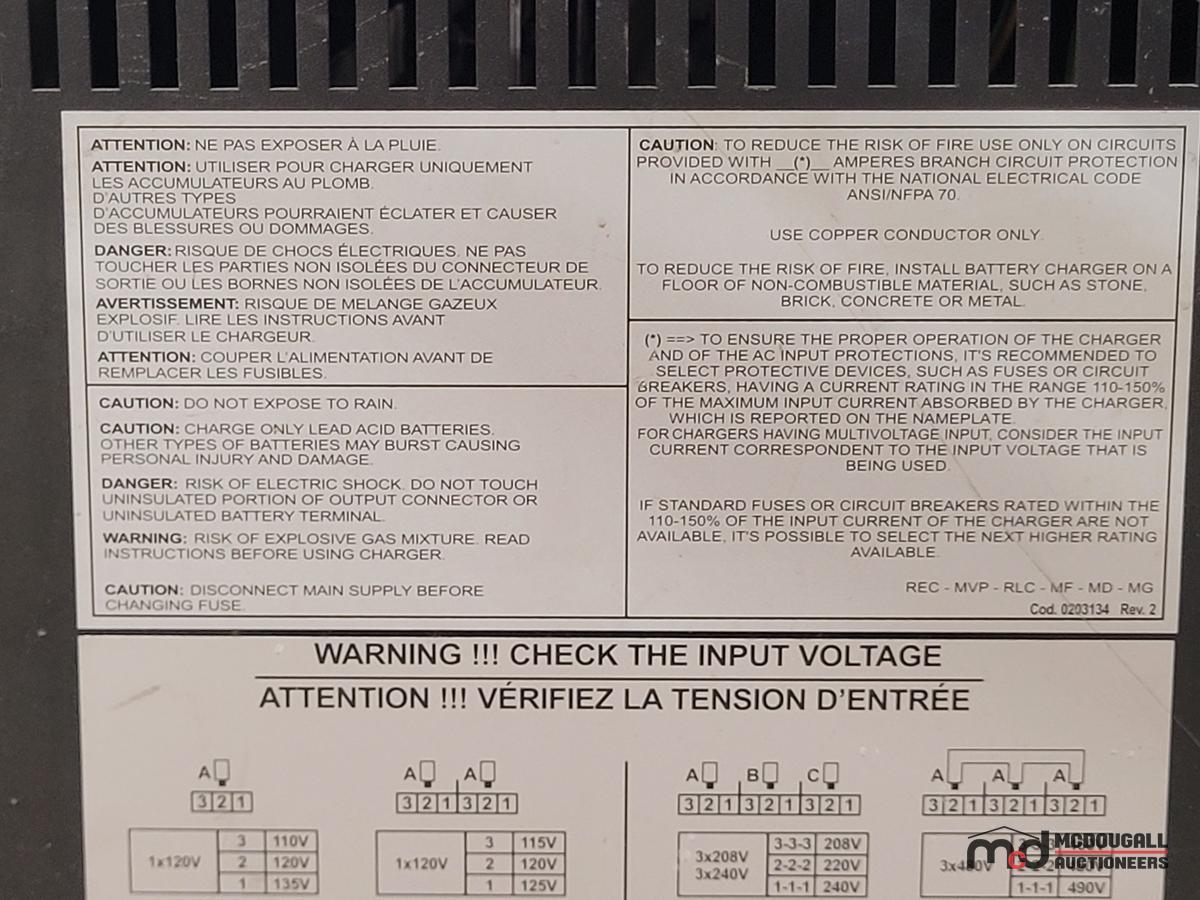 ATTENTION: NE PAS EXPOSER À LA PLUIE.
ATTENTION: UTILISER POUR CHARGER UNIQUEMENT
LES ACCUMULATEURS AU PLOMB.
D'AUTRES TYPES
D'ACCUMULATEURS POURRAIENT ÉCLATER ET CAUSER
DES BLESSURES OU DOMMAGES.
DANGER: RISQUE DE CHOCS ÉLECTRIQUES. NE PAS
TOUCHER LES PARTIES NON ISOLÉES DU CONNECTEUR DE
SORTIE OU LES BORNES NON ISOLÉES DE L'ACCUMULATEUR.
AVERTISSEMENT: RISQUE DE MELANGE GAZEUX
EXPLOSIF. LIRE LES INSTRUCTIONS AVANT
D'UTILISER LE CHARGEUR.
ATTENTION: COUPER L'ALIMENTATION AVANT DE
REMPLACER LES FUSIBLES.
CAUTION: DO NOT EXPOSE TO RAIN.
CAUTION: CHARGE ONLY LEAD ACID BATTERIES.
OTHER TYPES OF BATTERIES MAY BURST CAUSING
PERSONAL INJURY AND DAMAGE.
DANGER: RISK OF ELECTRIC SHOCK. DO NOT TOUCH
UNINSULATED PORTION OF OUTPUT CONNECTOR OR
UNINSULATED BATTERY TERMINAL.
WARNING: RISK OF EXPLOSIVE GAS MIXTURE. READ
INSTRUCTIONS BEFORE USING CHARGER.
CAUTION: DISCONNECT MAIN SUPPLY BEFORE
CHANGING FUSE.
CAUTION: TO REDUCE THE RISK OF FIRE USE ONLY ON CIRCUITS
PROVIDED WITH __(*)__ AMPERES BRANCH CIRCUIT PROTECTION
IN ACCORDANCE WITH THE NATIONAL ELECTRICAL CODE
ANSI/NFPA 70.
USE COPPER CONDUCTOR ONLY.
TO REDUCE THE RISK OF FIRE, INSTALL BATTERY CHARGER ON A
FLOOR OF NON-COMBUSTIBLE MATERIAL, SUCH AS STONE,
BRICK, CONCRETE OR METAL.
(*) ==> TO ENSURE THE PROPER OPERATION OF THE CHARGER
AND OF THE AC INPUT PROTECTIONS, IT'S RECOMMENDED TO
SELECT PROTECTIVE DEVICES, SUCH AS FUSES OR CIRCUIT
BREAKERS, HAVING A CURRENT RATING IN THE RANGE 110-150%
OF THE MAXIMUM INPUT CURRENT ABSORBED BY THE CHARGER,
WHICH IS REPORTED ON THE NAMEPLATE.
FOR CHARGERS HAVING MULTIVOLTAGE INPUT, CONSIDER THE INPUT
CURRENT CORRESPONDENT TO THE INPUT VOLTAGE THAT IS
BEING USED.
IF STANDARD FUSES OR CIRCUIT BREAKERS RATED WITHIN THE
110-150% OF THE INPUT CURRENT OF THE CHARGER ARE NOT
AVAILABLE, IT'S POSSIBLE TO SELECT THE NEXT HIGHER RATING
AVAILABLE.
REC - MVP - RLC - MF - MD - MG
Cod. 0203134 Rev. 2
WARNING !!! CHECK THE INPUT VOLTAGE
ATTENTION !!! VÉRIFIEZ LA TENSION D'ENTRÉE
A
3 2 1
1x120V
3 110V
2 120V
1 135V
A A
3 2 1 3 2 1
1x120V
3 115V
2 120V
1 125V
A B C
3 2 1 3 2 1 3 2 1
3x208V
3x240V
3-3-3 208V
2-2-2 220V
1-1-1 240V
A A A
3 2 1 3 2 1 3 2 1
3x480V
1-1-1 490V
mcd MCDOUGALL
AUCTIONEERS